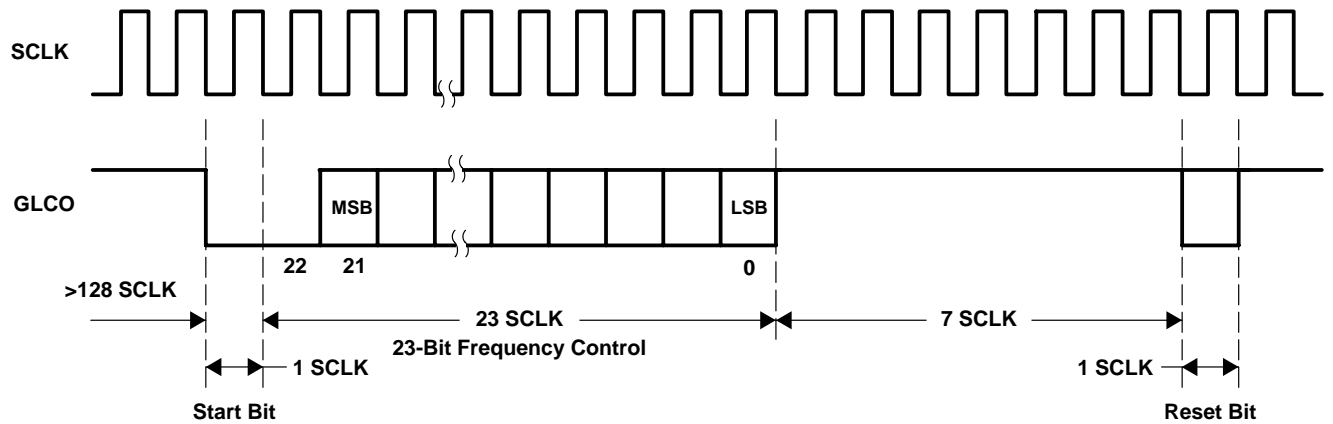 SCLK
GLCO
MSB
LSB
22
21
0
>128 SCLK
23 SCLK
7 SCLK
23-Bit Frequency Control
1 SCLK
1 SCLK
Start Bit
Reset Bit